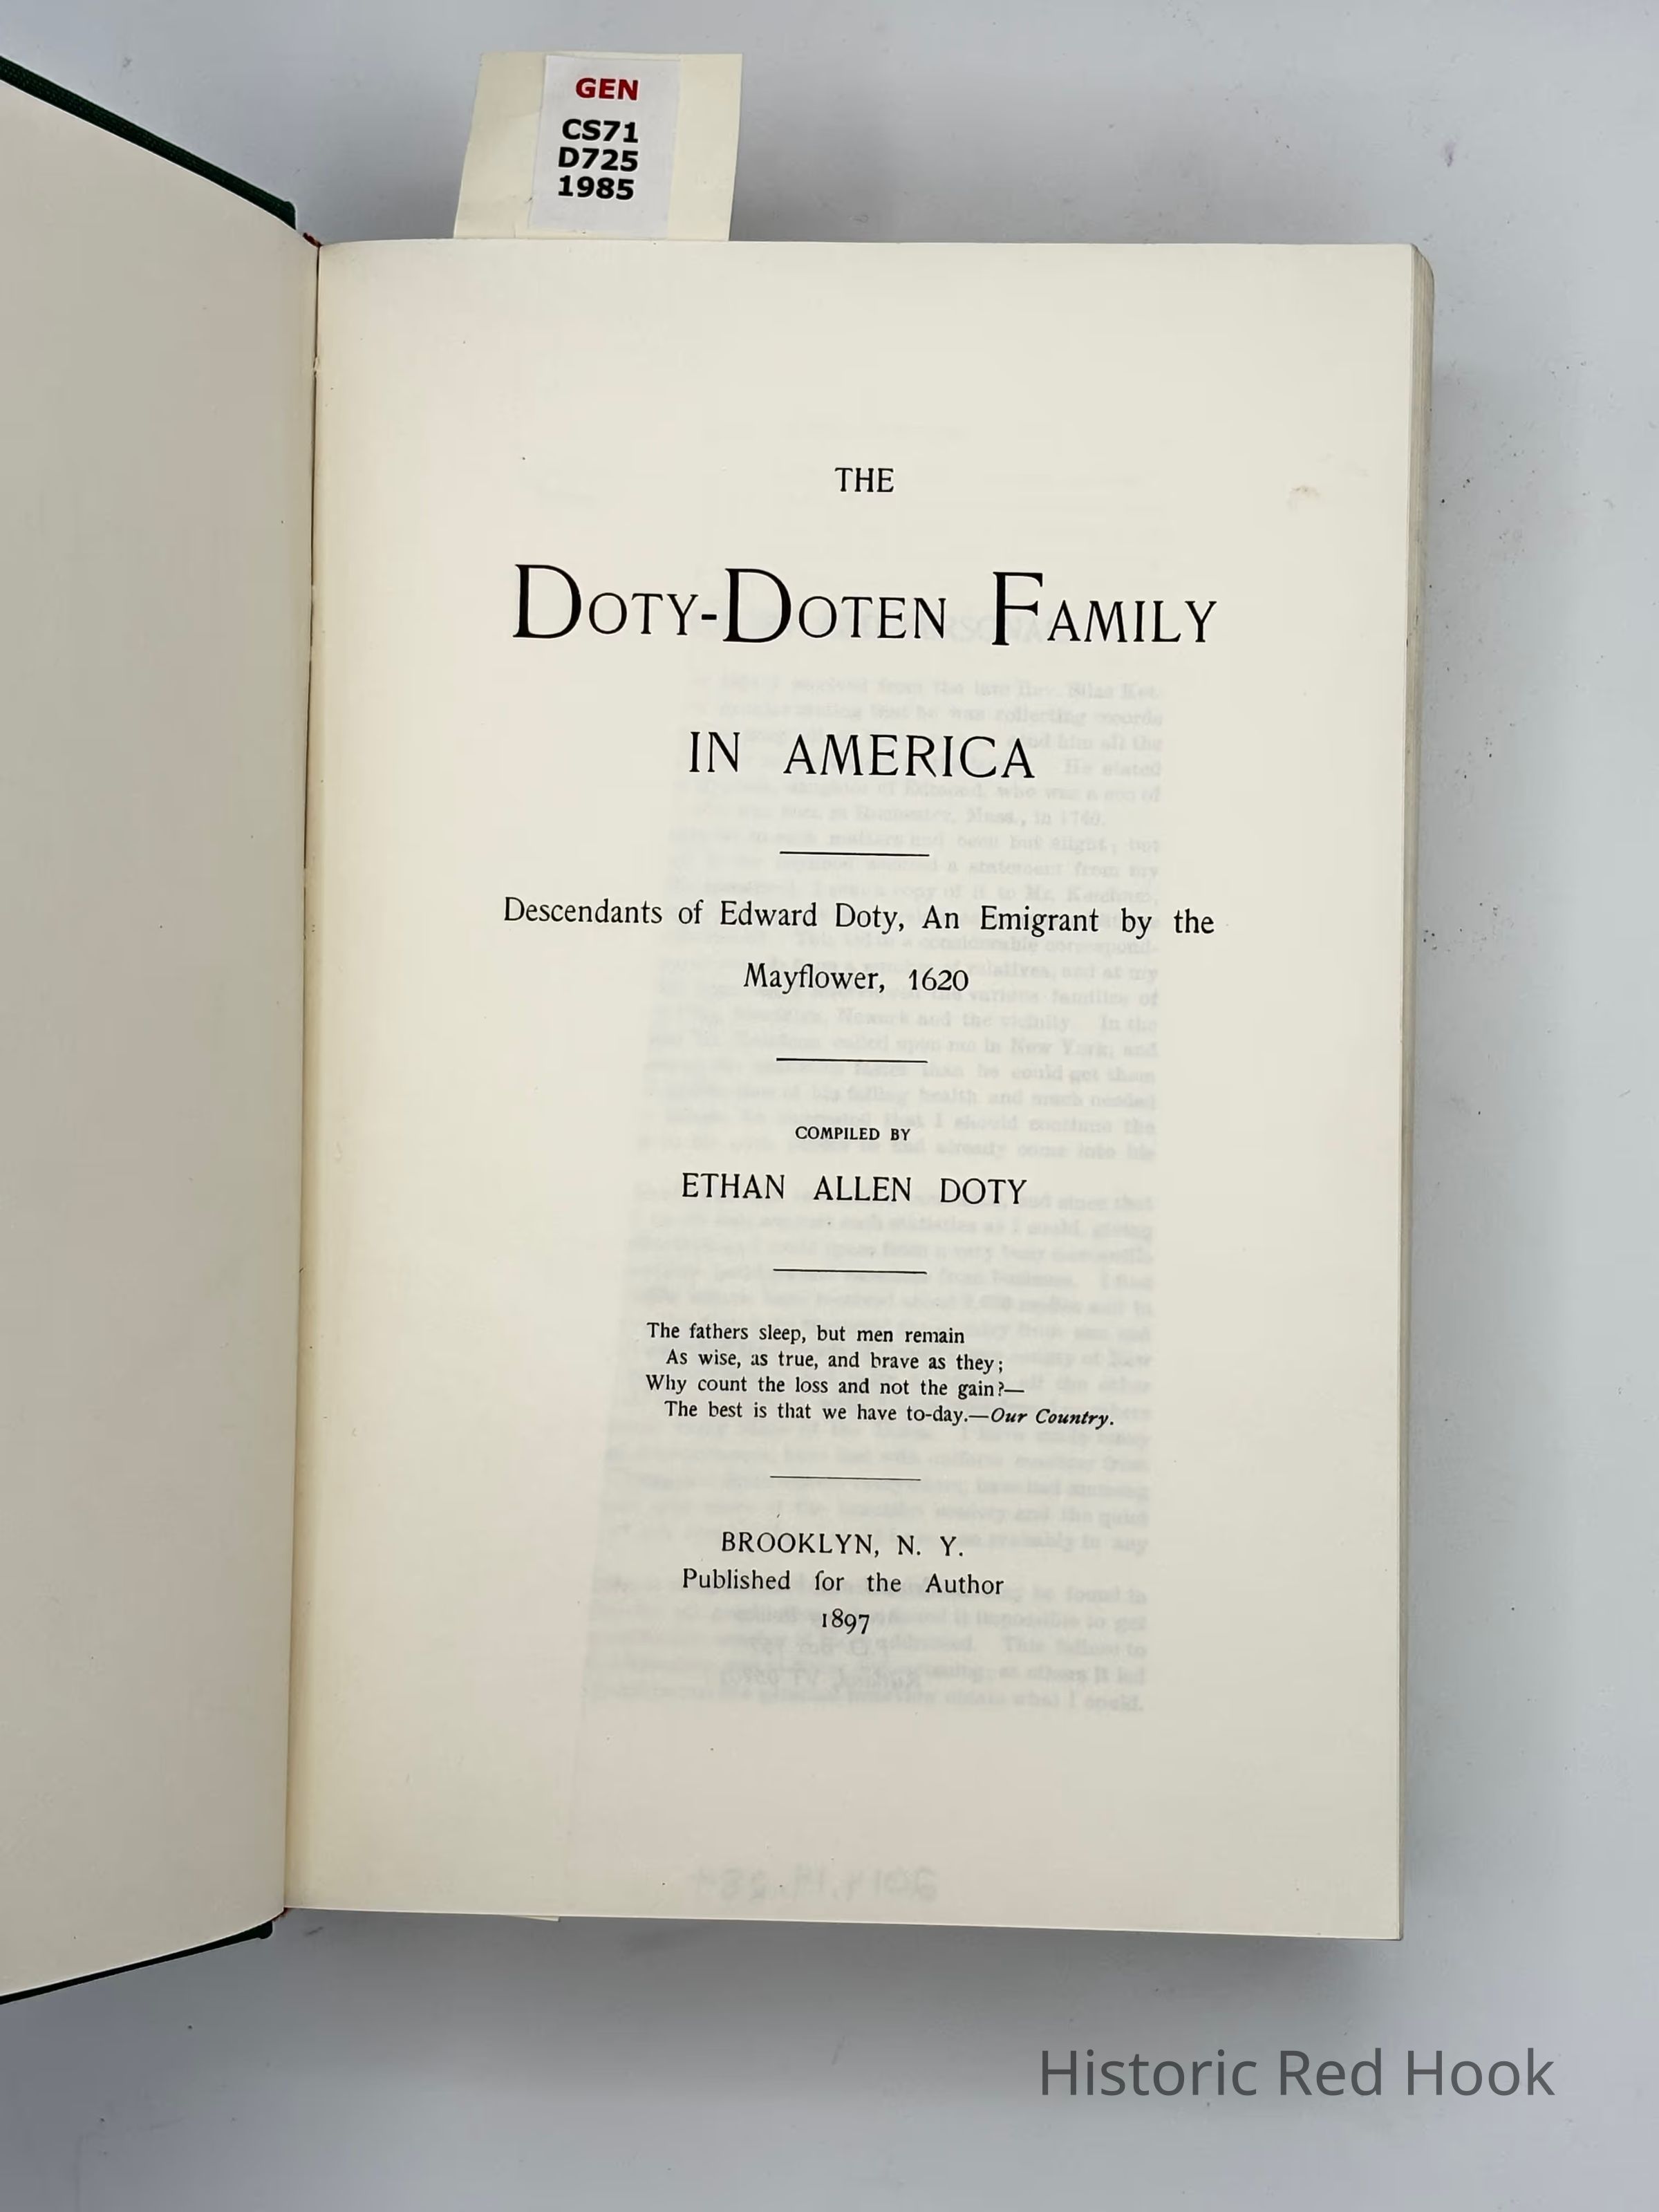 GEN
CS71
D725
1985
THE
DOTY-DOTEN FAMILY
IN AMERICA
Descendants of Edward Doty, An Emigrant by the
Mayflower, 1620
COMPILED BY
ETHAN ALLEN DOTY
The fathers sleep, but men remain
As wise, as true, and brave as they;
Why count the loss and not the gain?—
The best is that we have to-day.—Our Country.
BROOKLYN, N. Y.
Published for the Author
1897
Historic Red Hook